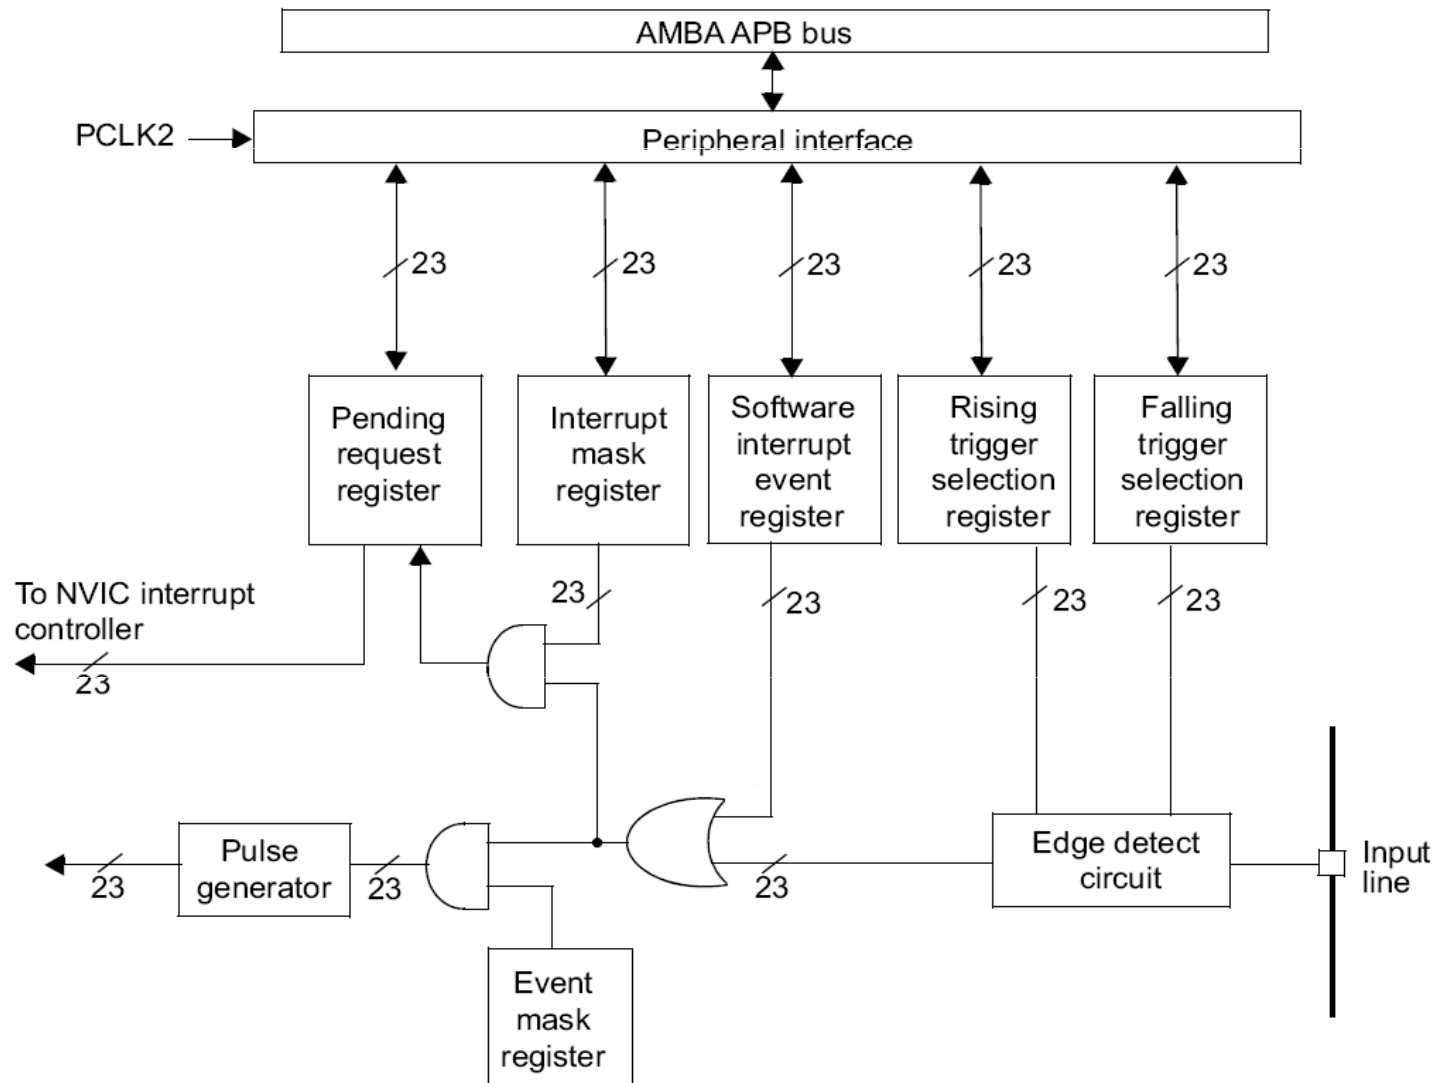 AMBA APB bus
PCLK2
Peripheral interface
23
23
23
23
23
Pending
request
register
Interrupt
mask
register
Software
interrupt
event
register
Rising
trigger
selection
register
Falling
trigger
selection
register
To NVIC interrupt
controller
23
23
23
23
23
Pulse
generator
Edge detect
circuit
Input
line
23
23
23
Event
mask
register